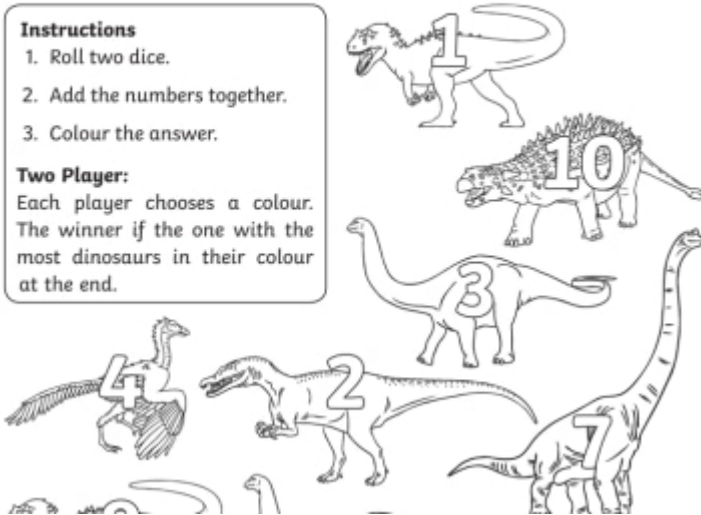 Instructions
1. Roll two dice.
2. Add the numbers together.
3. Colour the answer.
Two Player:
Each player chooses a colour.
The winner if the one with the
most dinosaurs in their colour
at the end.
1
10
3
4
2
7